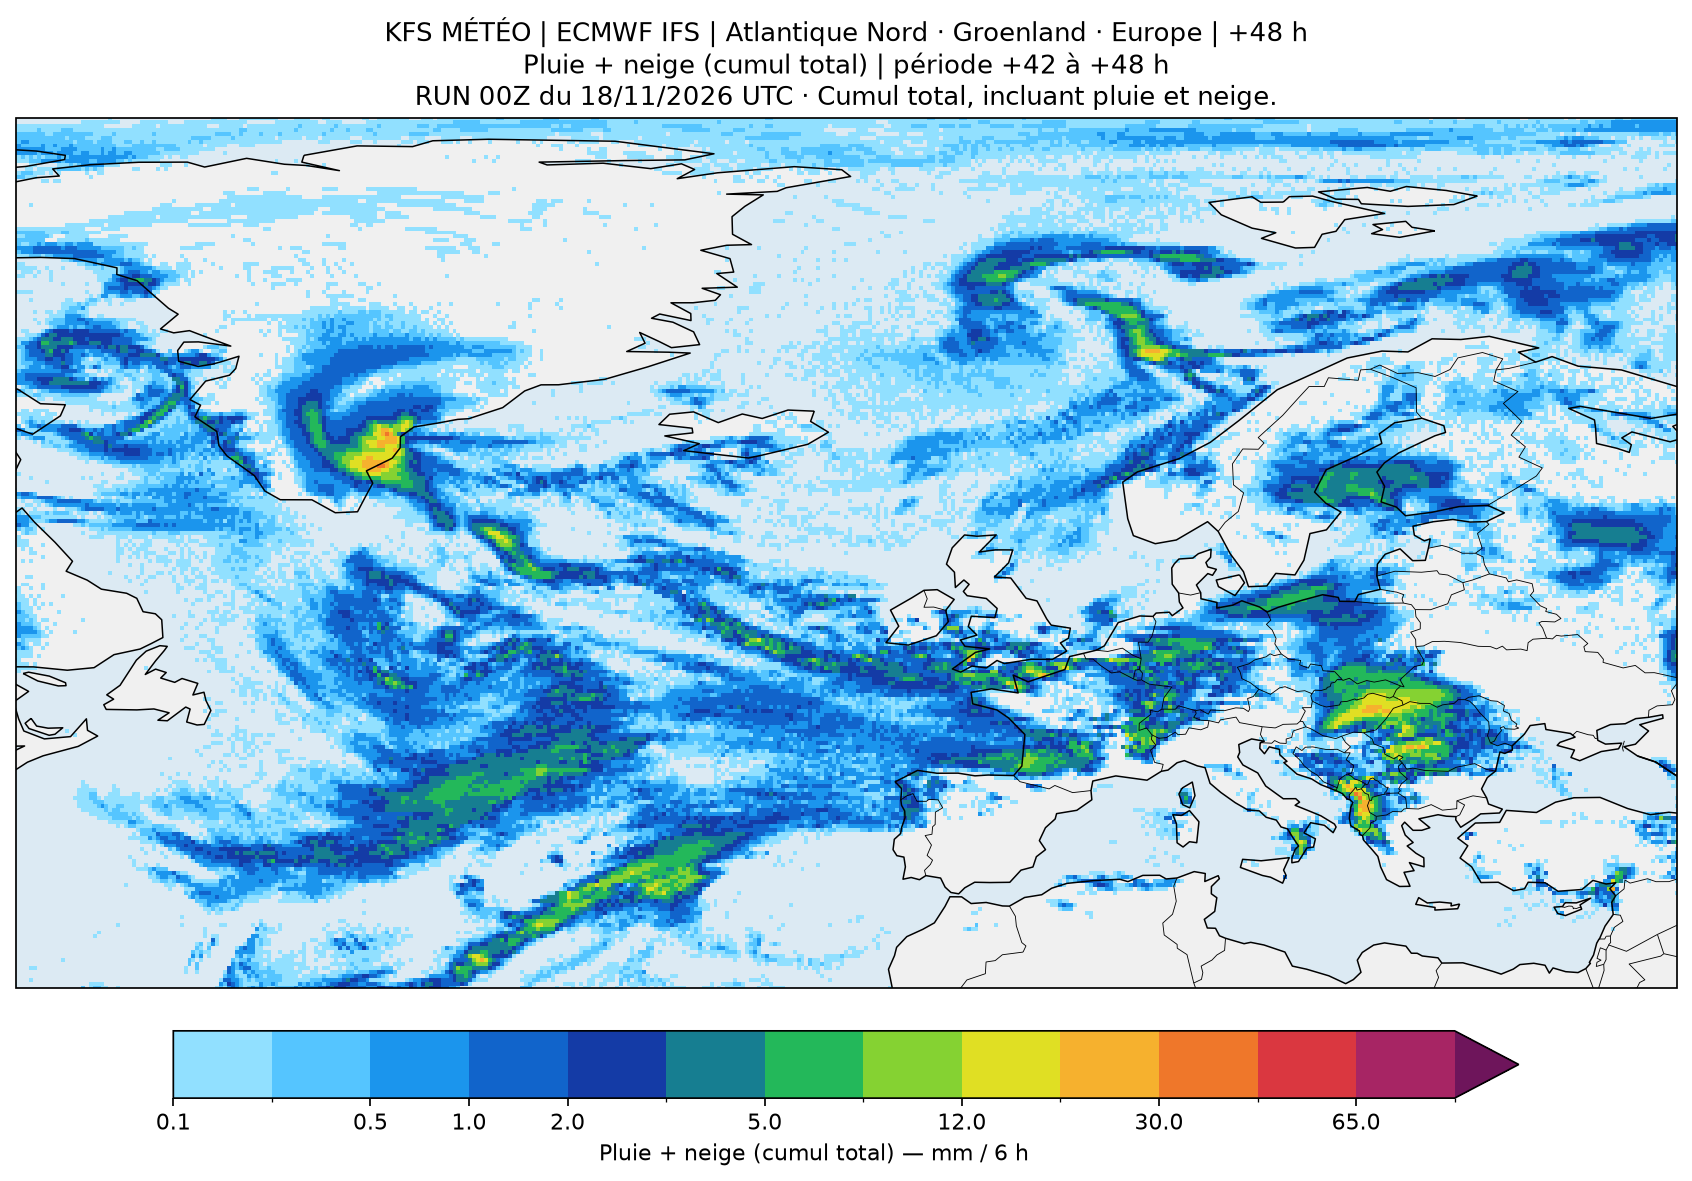 KFS MÉTÉO | ECMWF IFS | Atlantique Nord · Groenland · Europe | +48 h
Pluie + neige (cumul total) | période +42 à +48 h
RUN 00Z du 18/11/2026 UTC · Cumul total, incluant pluie et neige.
0.1 0.5 1.0 2.0 5.0 12.0 30.0 65.0
Pluie + neige (cumul total) — mm / 6 h